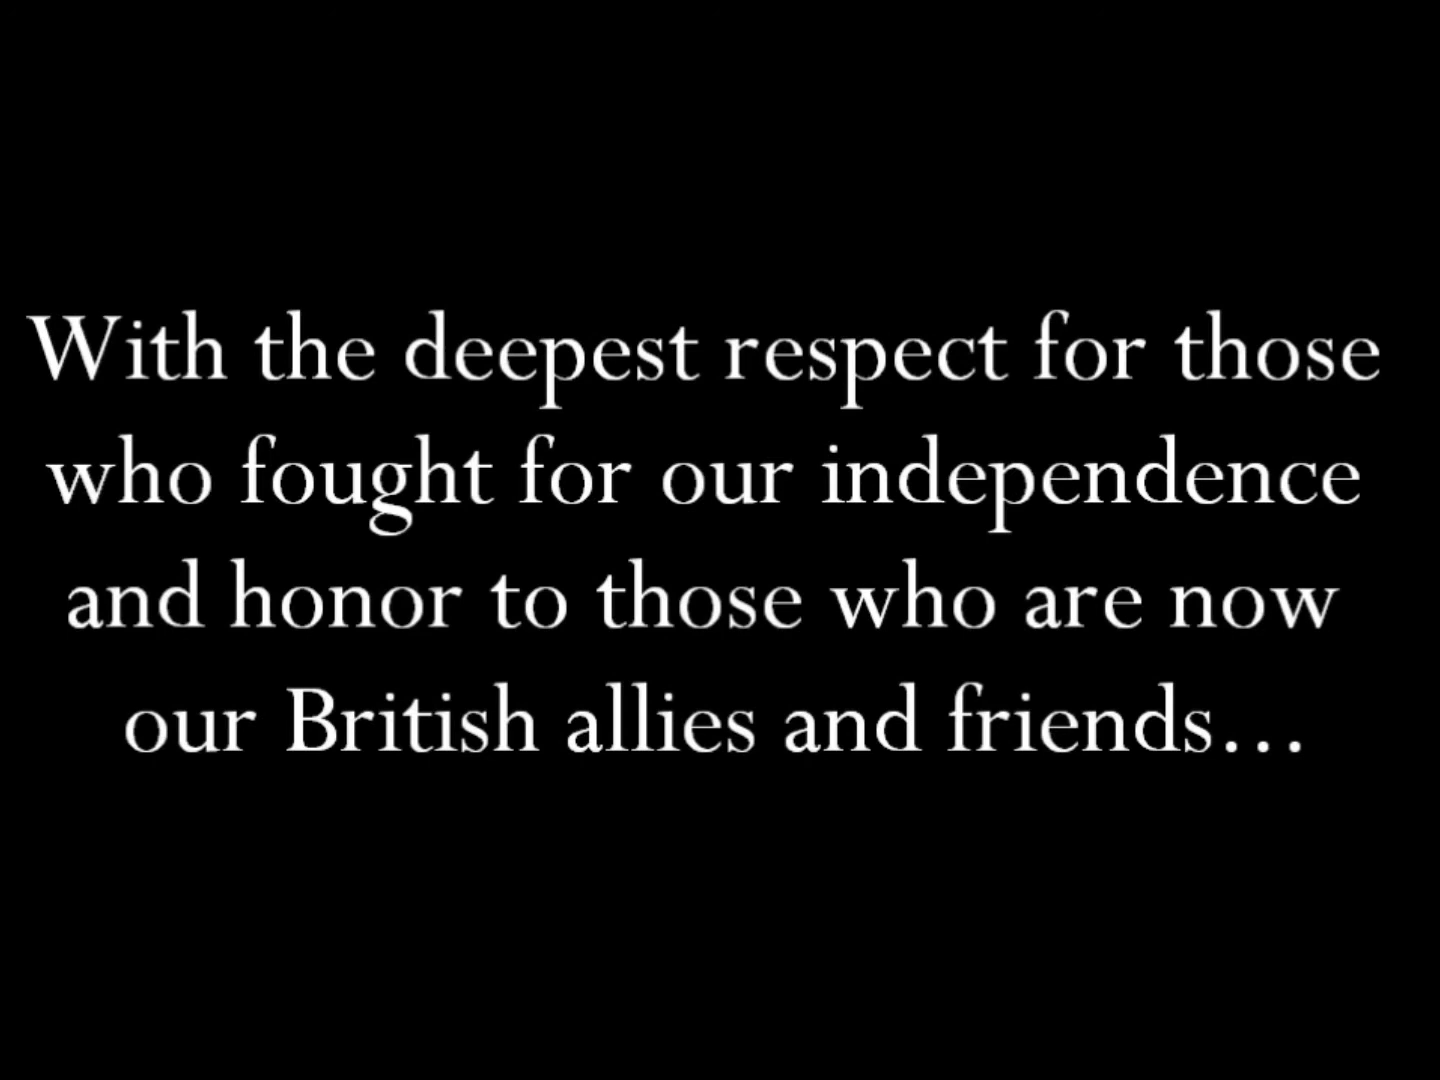 With the deepest respect for those
who fought for our independence
and honor to those who are now
our British allies and friends...